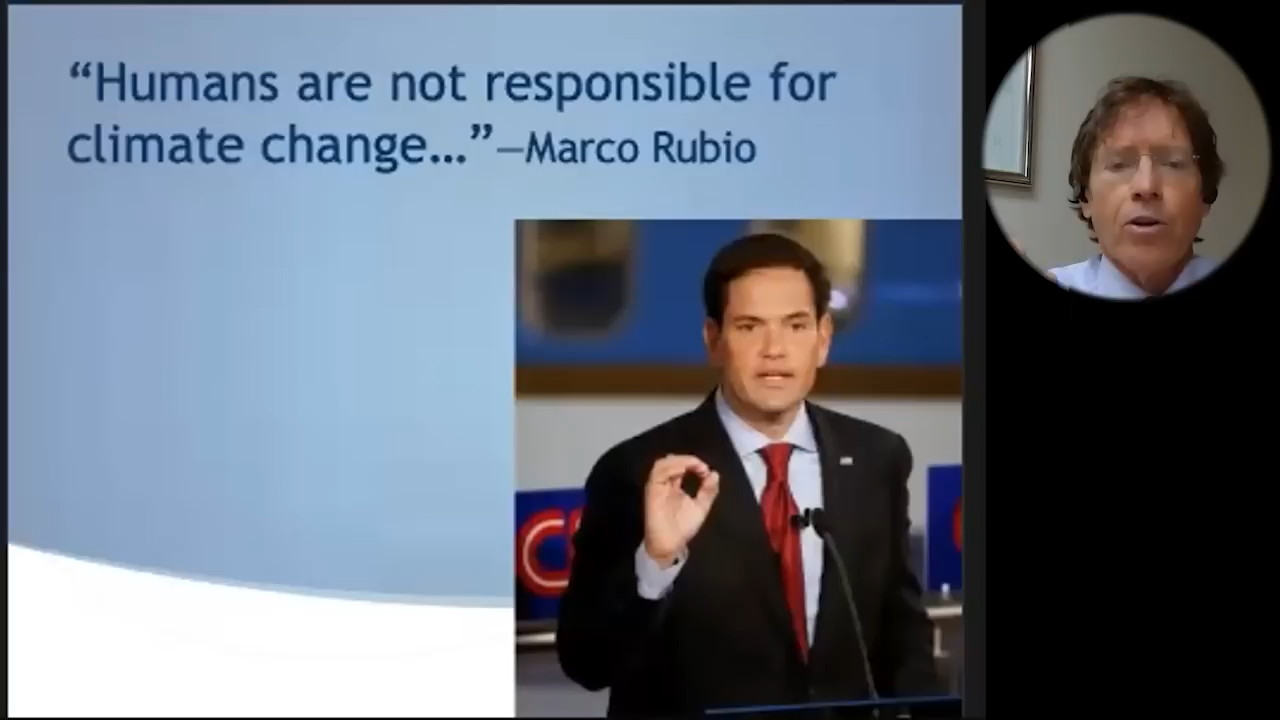 “Humans are not responsible for
climate change…”—Marco Rubio